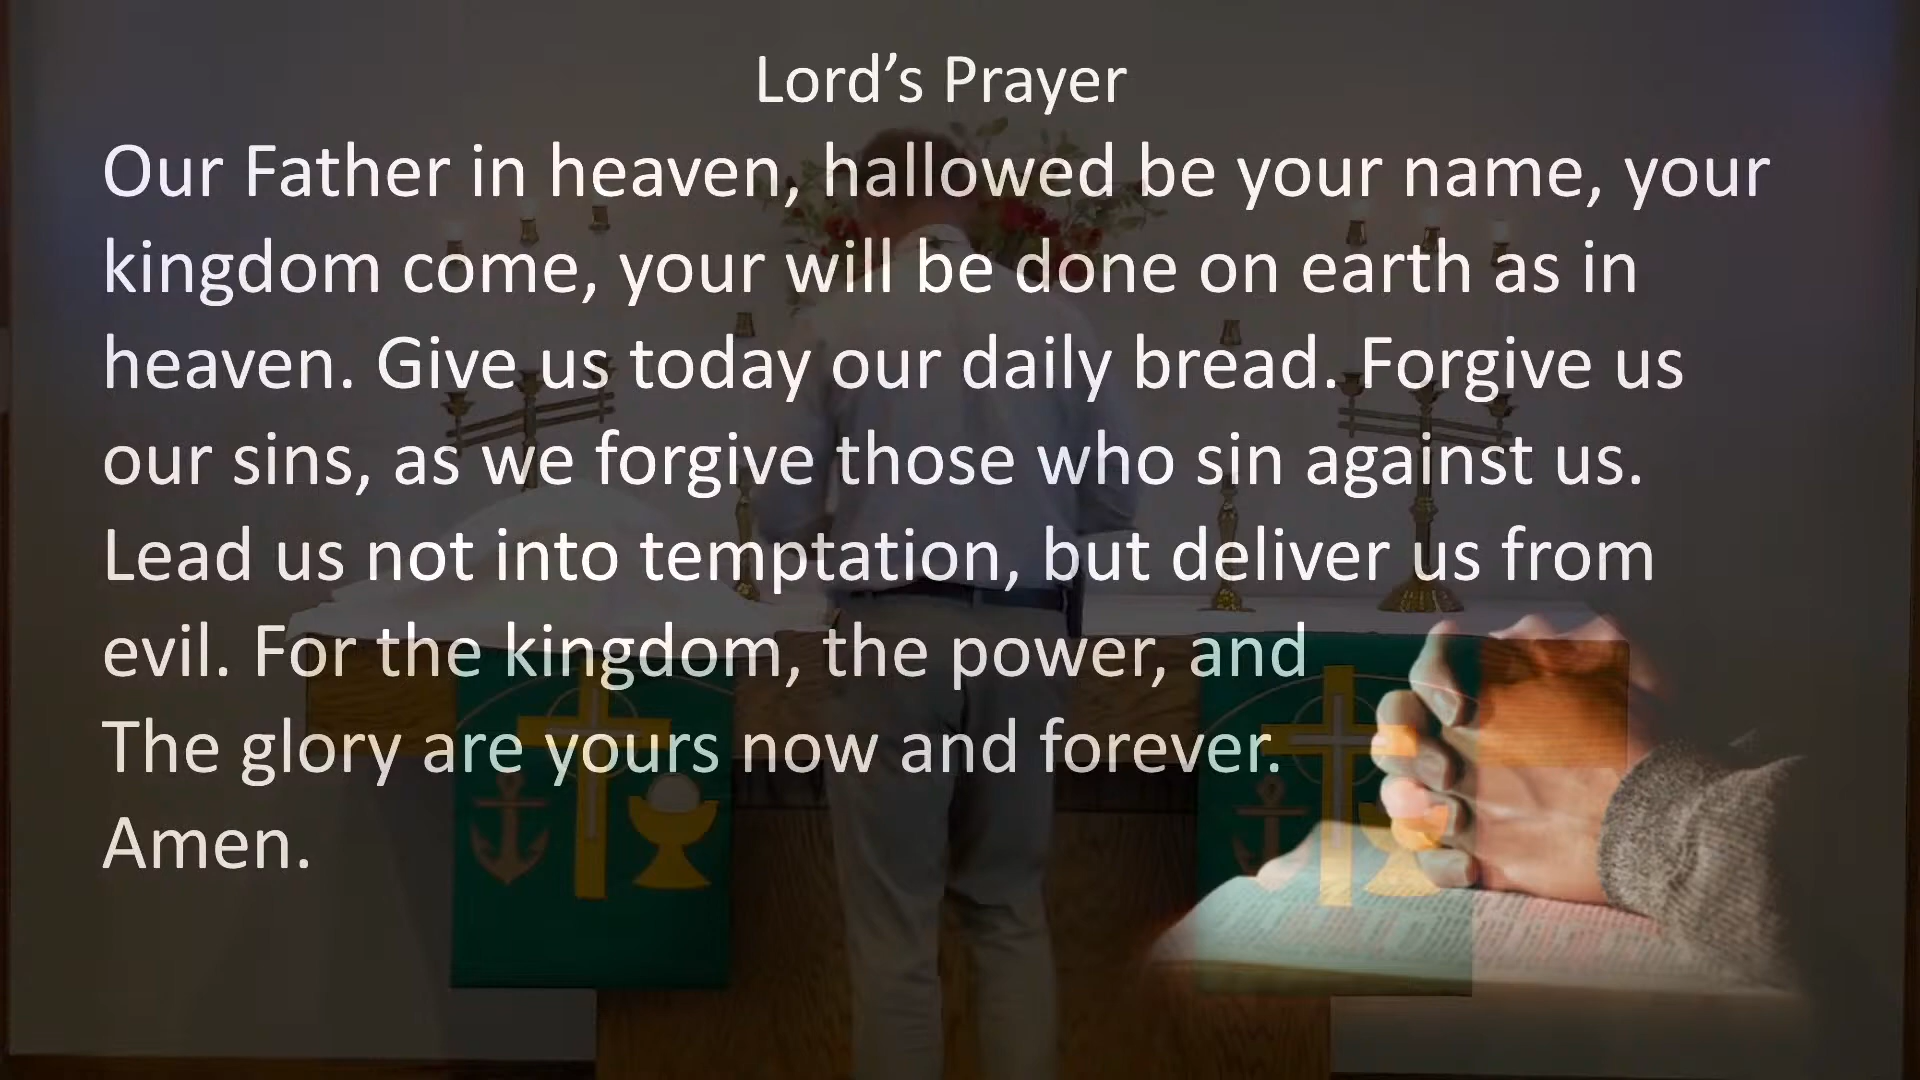 Lord’s Prayer
Our Father in heaven, hallowed be your name, your
kingdom come, your will be done on earth as in
heaven. Give us today our daily bread. Forgive us
our sins, as we forgive those who sin against us.
Lead us not into temptation, but deliver us from
evil. For the kingdom, the power, and
The glory are yours now and forever.
Amen.